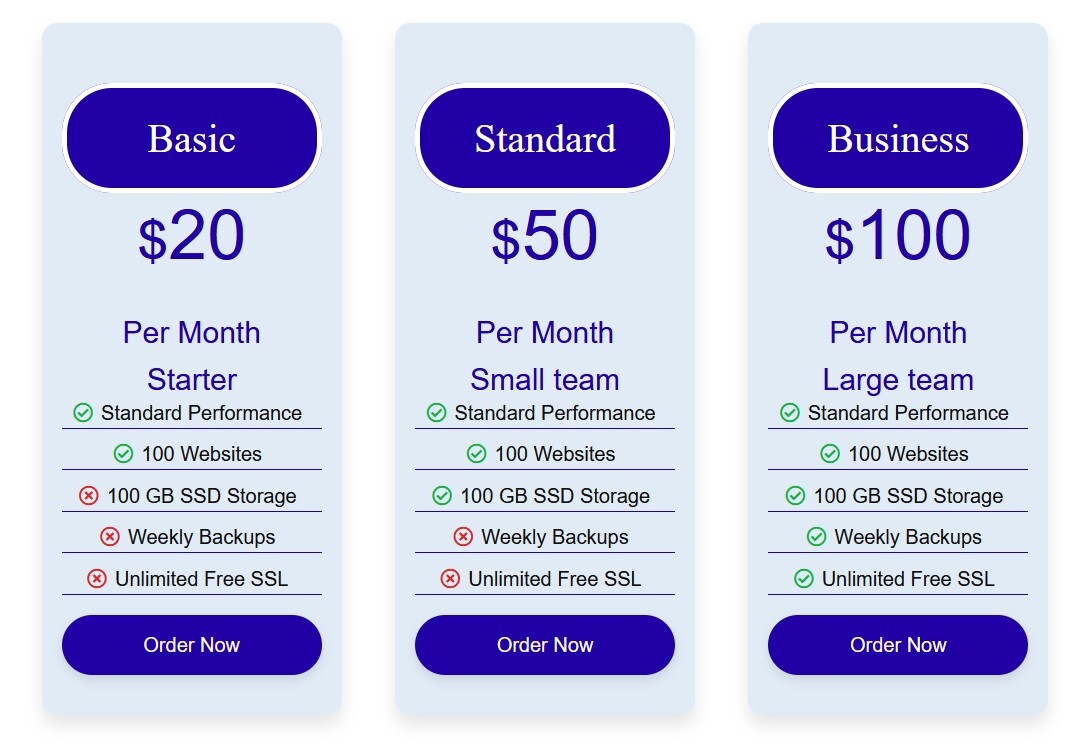 Basic
$20
Per Month
Starter
Standard Performance
100 Websites
100 GB SSD Storage
Weekly Backups
Unlimited Free SSL
Order Now
Standard
$50
Per Month
Small team
Standard Performance
100 Websites
100 GB SSD Storage
Weekly Backups
Unlimited Free SSL
Order Now
Business
$100
Per Month
Large team
Standard Performance
100 Websites
100 GB SSD Storage
Weekly Backups
Unlimited Free SSL
Order Now